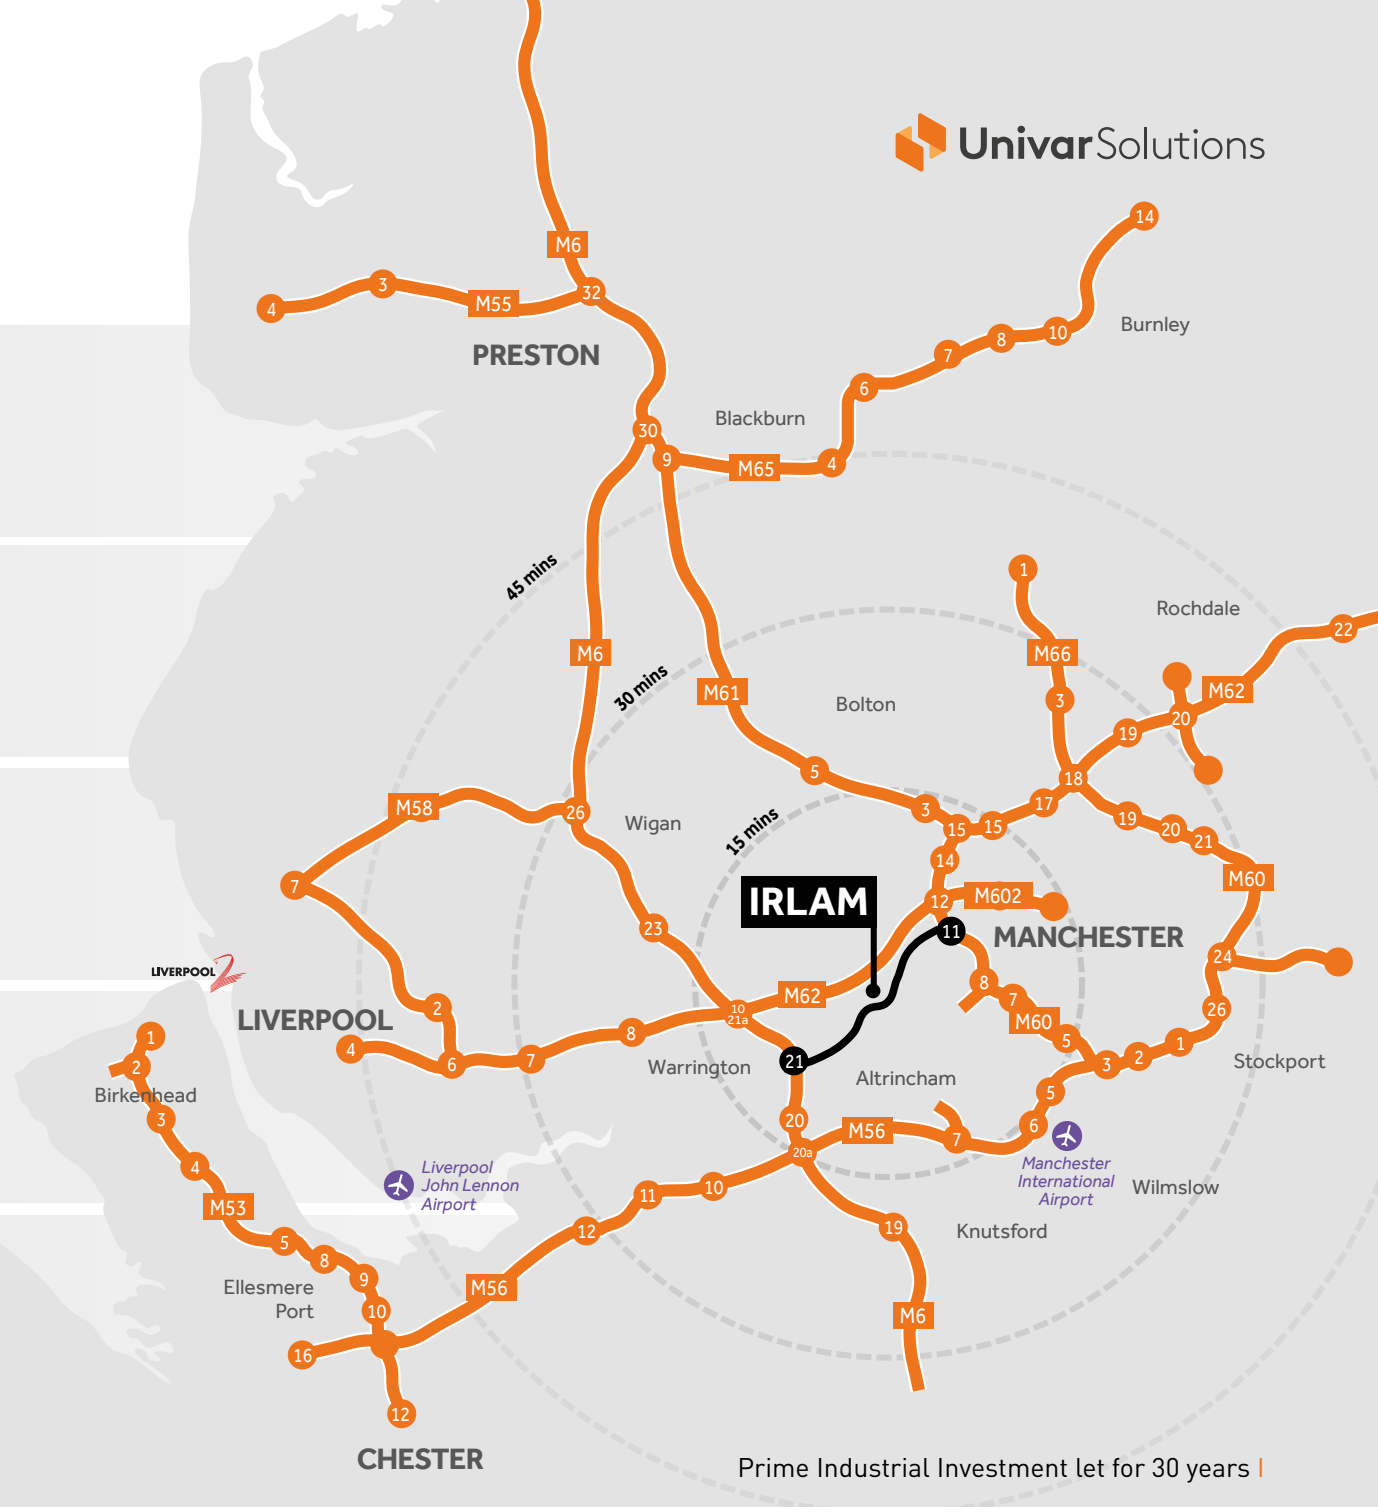 UnivarSolutions
14
M6
3
32
4
M55
Burnley
10
8
7
PRESTON
6
Blackburn
30
9
M65
4
45 mins
1
Rochdale
22
M6
M66
30 mins
M61
M62
3
Bolton
20
19
5
18
M58
26
3
17
Wigan
15 mins
15
15
19
20
21
14
7
M60
IRLAM
12
M602
23
11
MANCHESTER
24
LIVERPOOL2
8
M62
7
2
10
21a
26
LIVERPOOL
M60
1
8
5
1
4
7
21
2
Stockport
2
6
Warrington
3
Altrincham
5
Birkenhead
3
20
6
M56
7
20a
4
Liverpool
John Lennon
Airport
Manchester
International
Airport
Wilmslow
10
11
M53
12
19
Knutsford
5
8
9
Ellesmere
Port
M56
10
M6
16
12
CHESTER
Prime Industrial Investment let for 30 years |